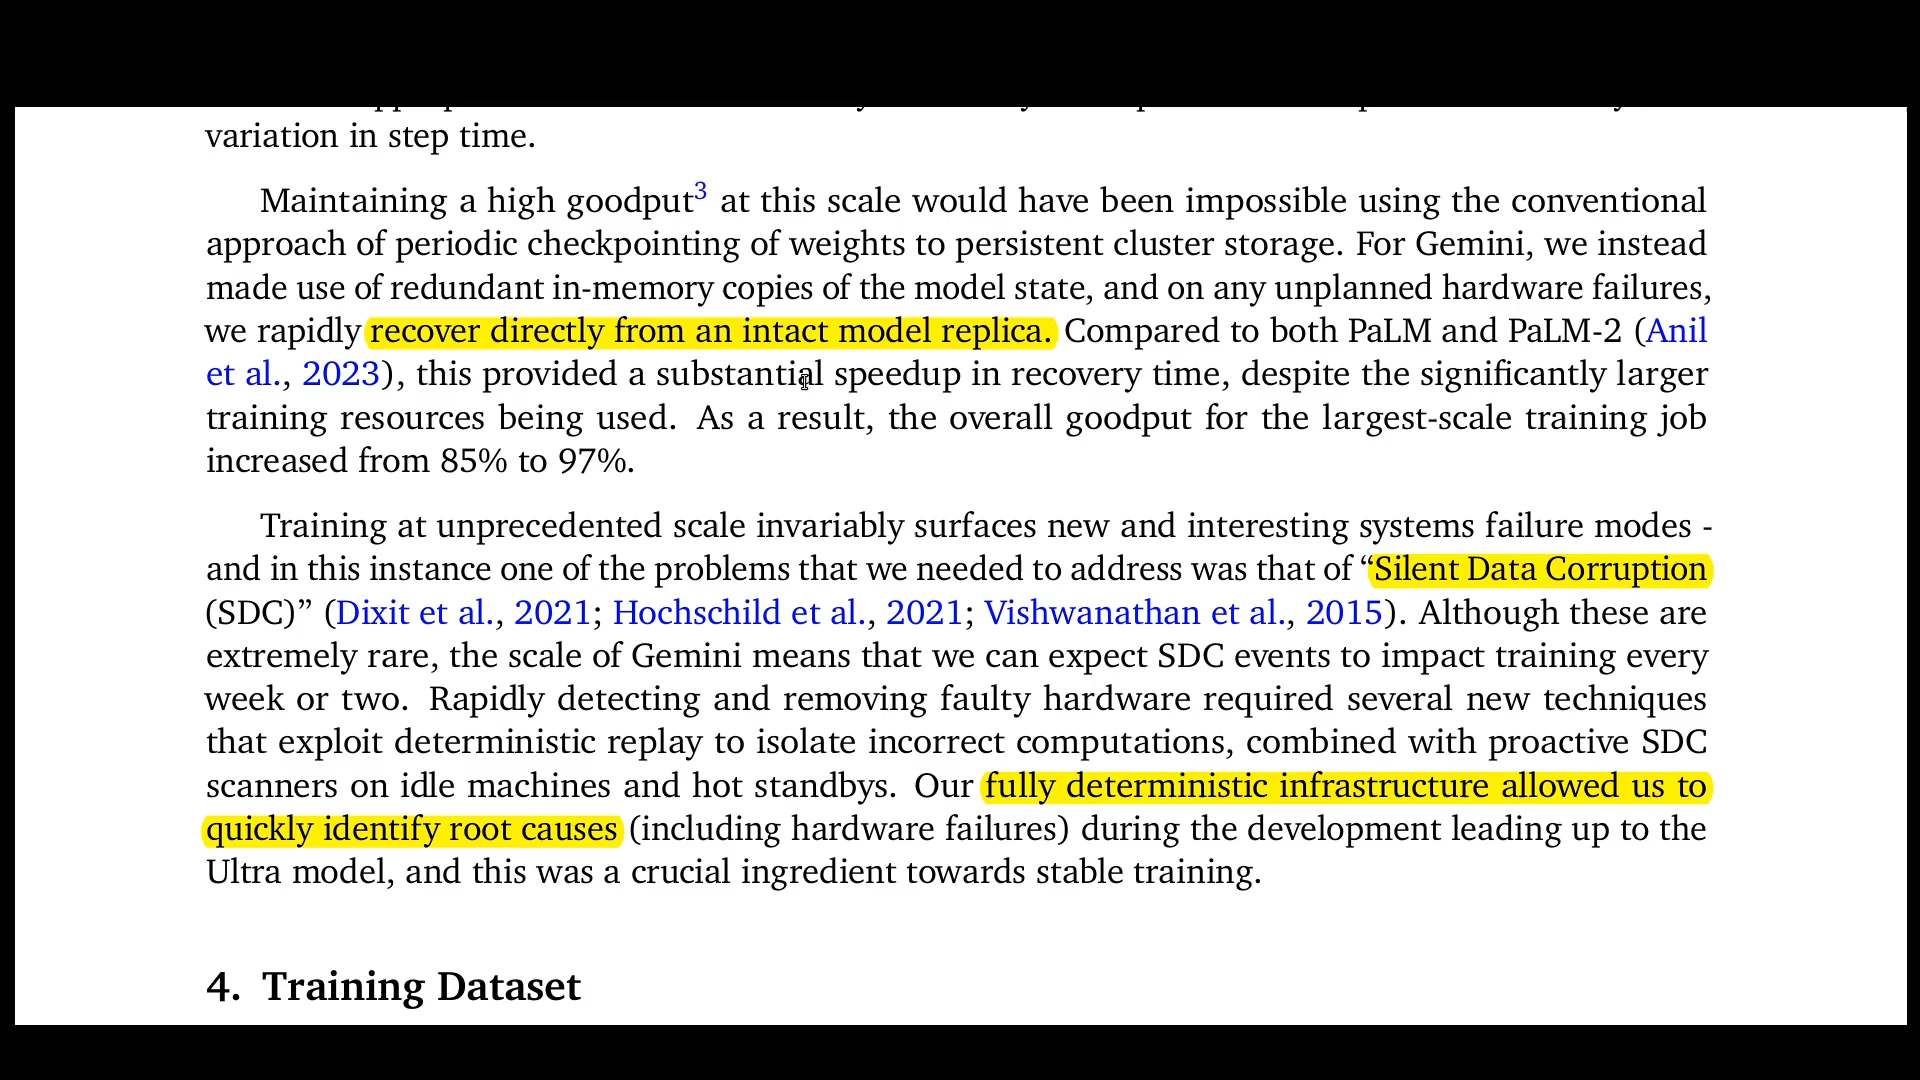 variation in step time.
Maintaining a high goodput3 at this scale would have been impossible using the conventional
approach of periodic checkpointing of weights to persistent cluster storage. For Gemini, we instead
made use of redundant in-memory copies of the model state, and on any unplanned hardware failures,
we rapidly recover directly from an intact model replica. Compared to both PaLM and PaLM-2 (Anil
et al., 2023), this provided a substantial speedup in recovery time, despite the significantly larger
training resources being used. As a result, the overall goodput for the largest-scale training job
increased from 85% to 97%.
Training at unprecedented scale invariably surfaces new and interesting systems failure modes -
and in this instance one of the problems that we needed to address was that of “Silent Data Corruption
(SDC)” (Dixit et al., 2021; Hochschild et al., 2021; Vishwanathan et al., 2015). Although these are
extremely rare, the scale of Gemini means that we can expect SDC events to impact training every
week or two. Rapidly detecting and removing faulty hardware required several new techniques
that exploit deterministic replay to isolate incorrect computations, combined with proactive SDC
scanners on idle machines and hot standbys. Our fully deterministic infrastructure allowed us to
quickly identify root causes (including hardware failures) during the development leading up to the
Ultra model, and this was a crucial ingredient towards stable training.
4. Training Dataset